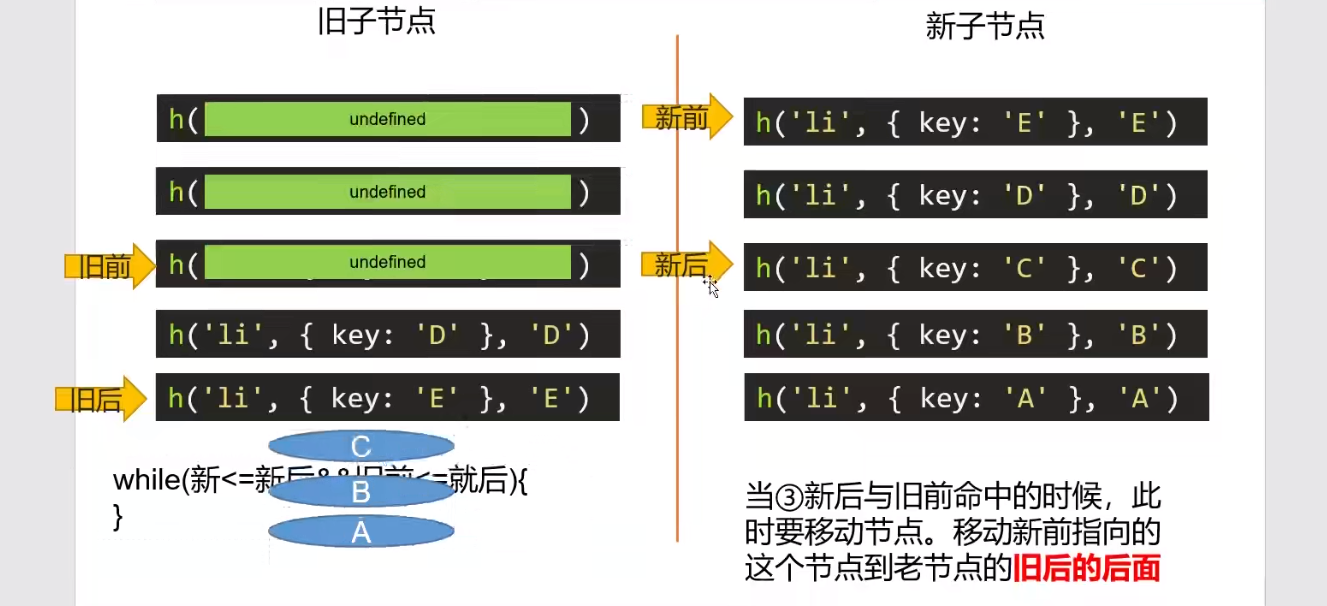 旧子节点
新子节点
h( undefined )
新前
h('li', { key: 'E' }, 'E')
h( undefined )
h('li', { key: 'D' }, 'D')
旧前
h( undefined )
新后
h('li', { key: 'C' }, 'C')
h('li', { key: 'D' }, 'D')
h('li', { key: 'B' }, 'B')
旧后
h('li', { key: 'E' }, 'E')
h('li', { key: 'A' }, 'A')
C
while(新<=新后&&旧前<=就后){
B
}
A
当③新后与旧前命中的时候，此
时要移动节点。移动新前指向的
这个节点到老节点的旧后的后面